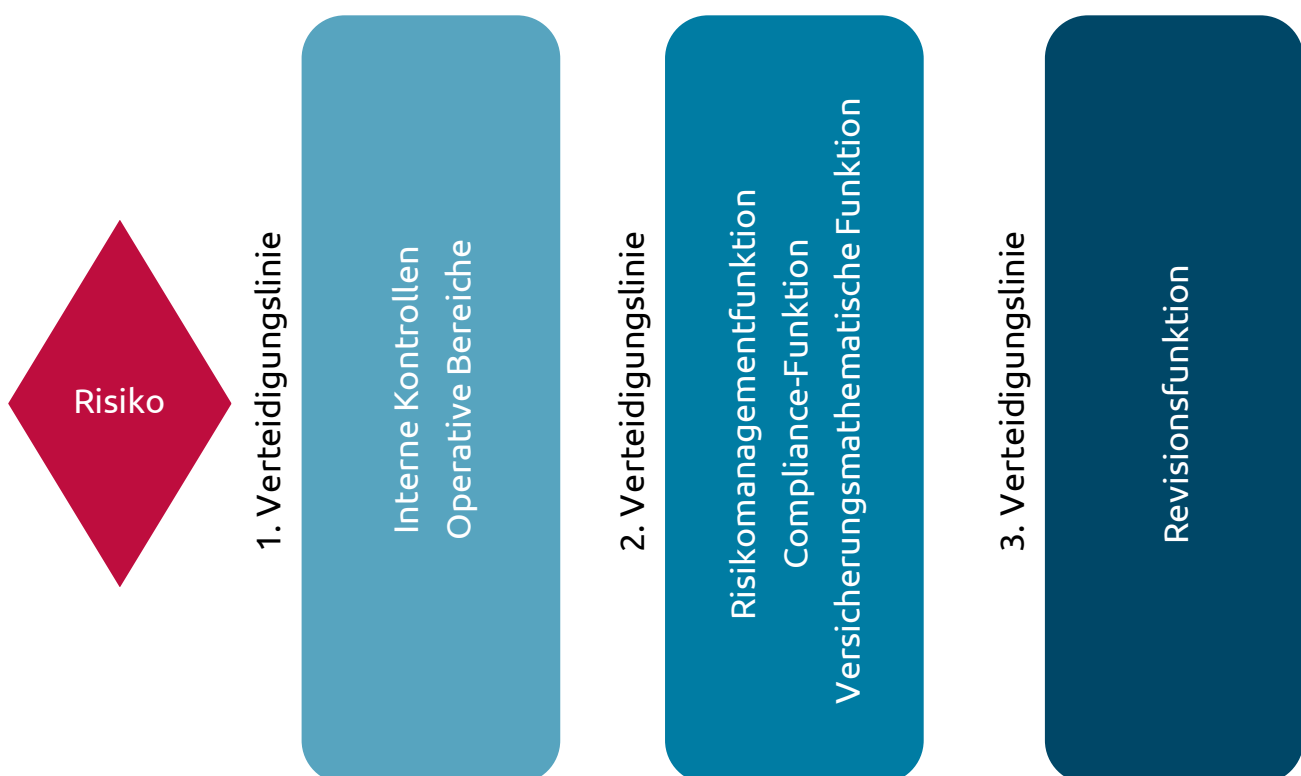 Risiko
1. Verteidigungslinie
Interne Kontrollen
Operative Bereiche
2. Verteidigungslinie
Risikomanagementfunktion
Compliance-Funktion
Versicherungsmathematische Funktion
3. Verteidigungslinie
Revisionsfunktion